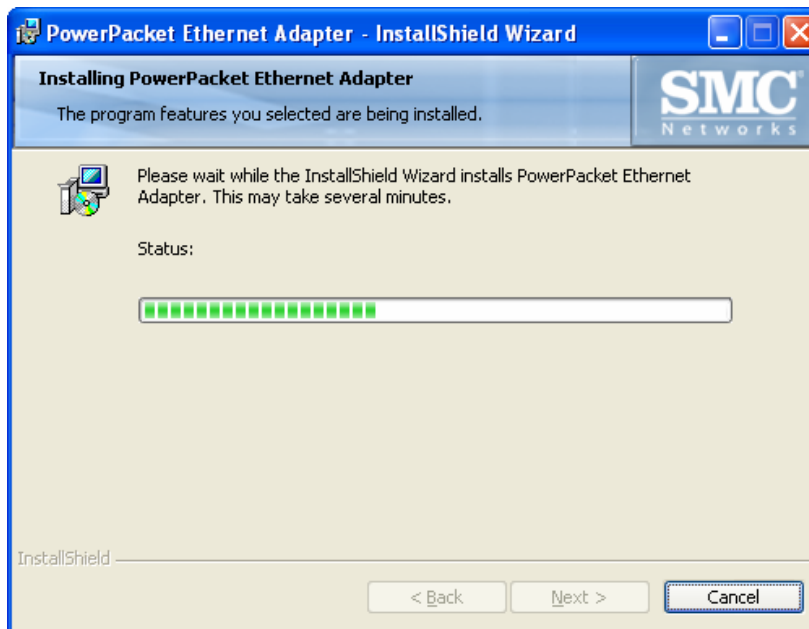 PowerPacket Ethernet Adapter - InstallShield Wizard
Installing PowerPacket Ethernet Adapter
The program features you selected are being installed.
SMC®
Networks
Please wait while the InstallShield Wizard installs PowerPacket Ethernet
Adapter. This may take several minutes.
Status:
InstallShield
< Back
Next >
Cancel